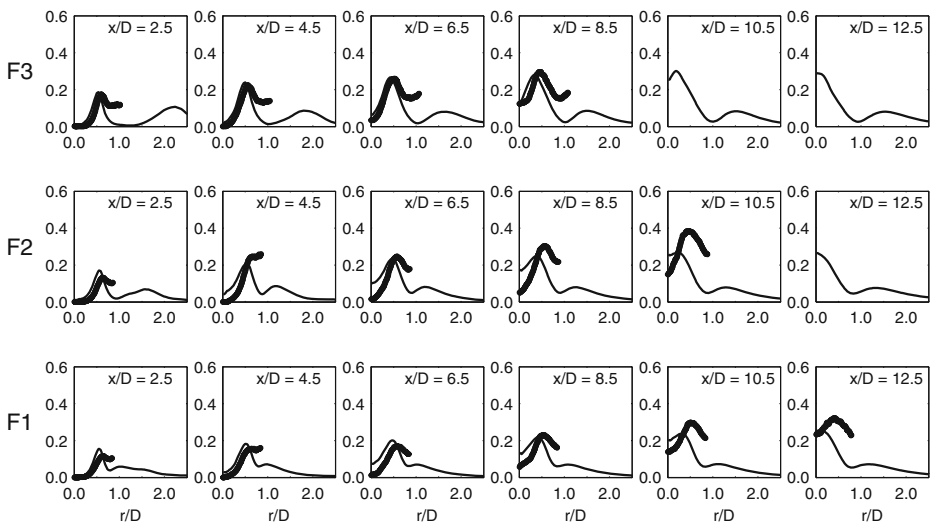 F3
x/D = 2.5 x/D = 4.5 x/D = 6.5 x/D = 8.5 x/D = 10.5 x/D = 12.5
0.6 0.6 0.6 0.6 0.6 0.6
0.4 0.4 0.4 0.4 0.4 0.4
0.2 0.2 0.2 0.2 0.2 0.2
0.0 0.0 0.0 0.0 0.0 0.0
0.0 1.0 2.0 0.0 1.0 2.0 0.0 1.0 2.0 0.0 1.0 2.0 0.0 1.0 2.0 0.0 1.0 2.0
F2
x/D = 2.5 x/D = 4.5 x/D = 6.5 x/D = 8.5 x/D = 10.5 x/D = 12.5
0.6 0.6 0.6 0.6 0.6 0.6
0.4 0.4 0.4 0.4 0.4 0.4
0.2 0.2 0.2 0.2 0.2 0.2
0.0 0.0 0.0 0.0 0.0 0.0
0.0 1.0 2.0 0.0 1.0 2.0 0.0 1.0 2.0 0.0 1.0 2.0 0.0 1.0 2.0 0.0 1.0 2.0
F1
x/D = 2.5 x/D = 4.5 x/D = 6.5 x/D = 8.5 x/D = 10.5 x/D = 12.5
0.6 0.6 0.6 0.6 0.6 0.6
0.4 0.4 0.4 0.4 0.4 0.4
0.2 0.2 0.2 0.2 0.2 0.2
0.0 0.0 0.0 0.0 0.0 0.0
0.0 1.0 2.0 0.0 1.0 2.0 0.0 1.0 2.0 0.0 1.0 2.0 0.0 1.0 2.0 0.0 1.0 2.0
r/D r/D r/D r/D r/D r/D